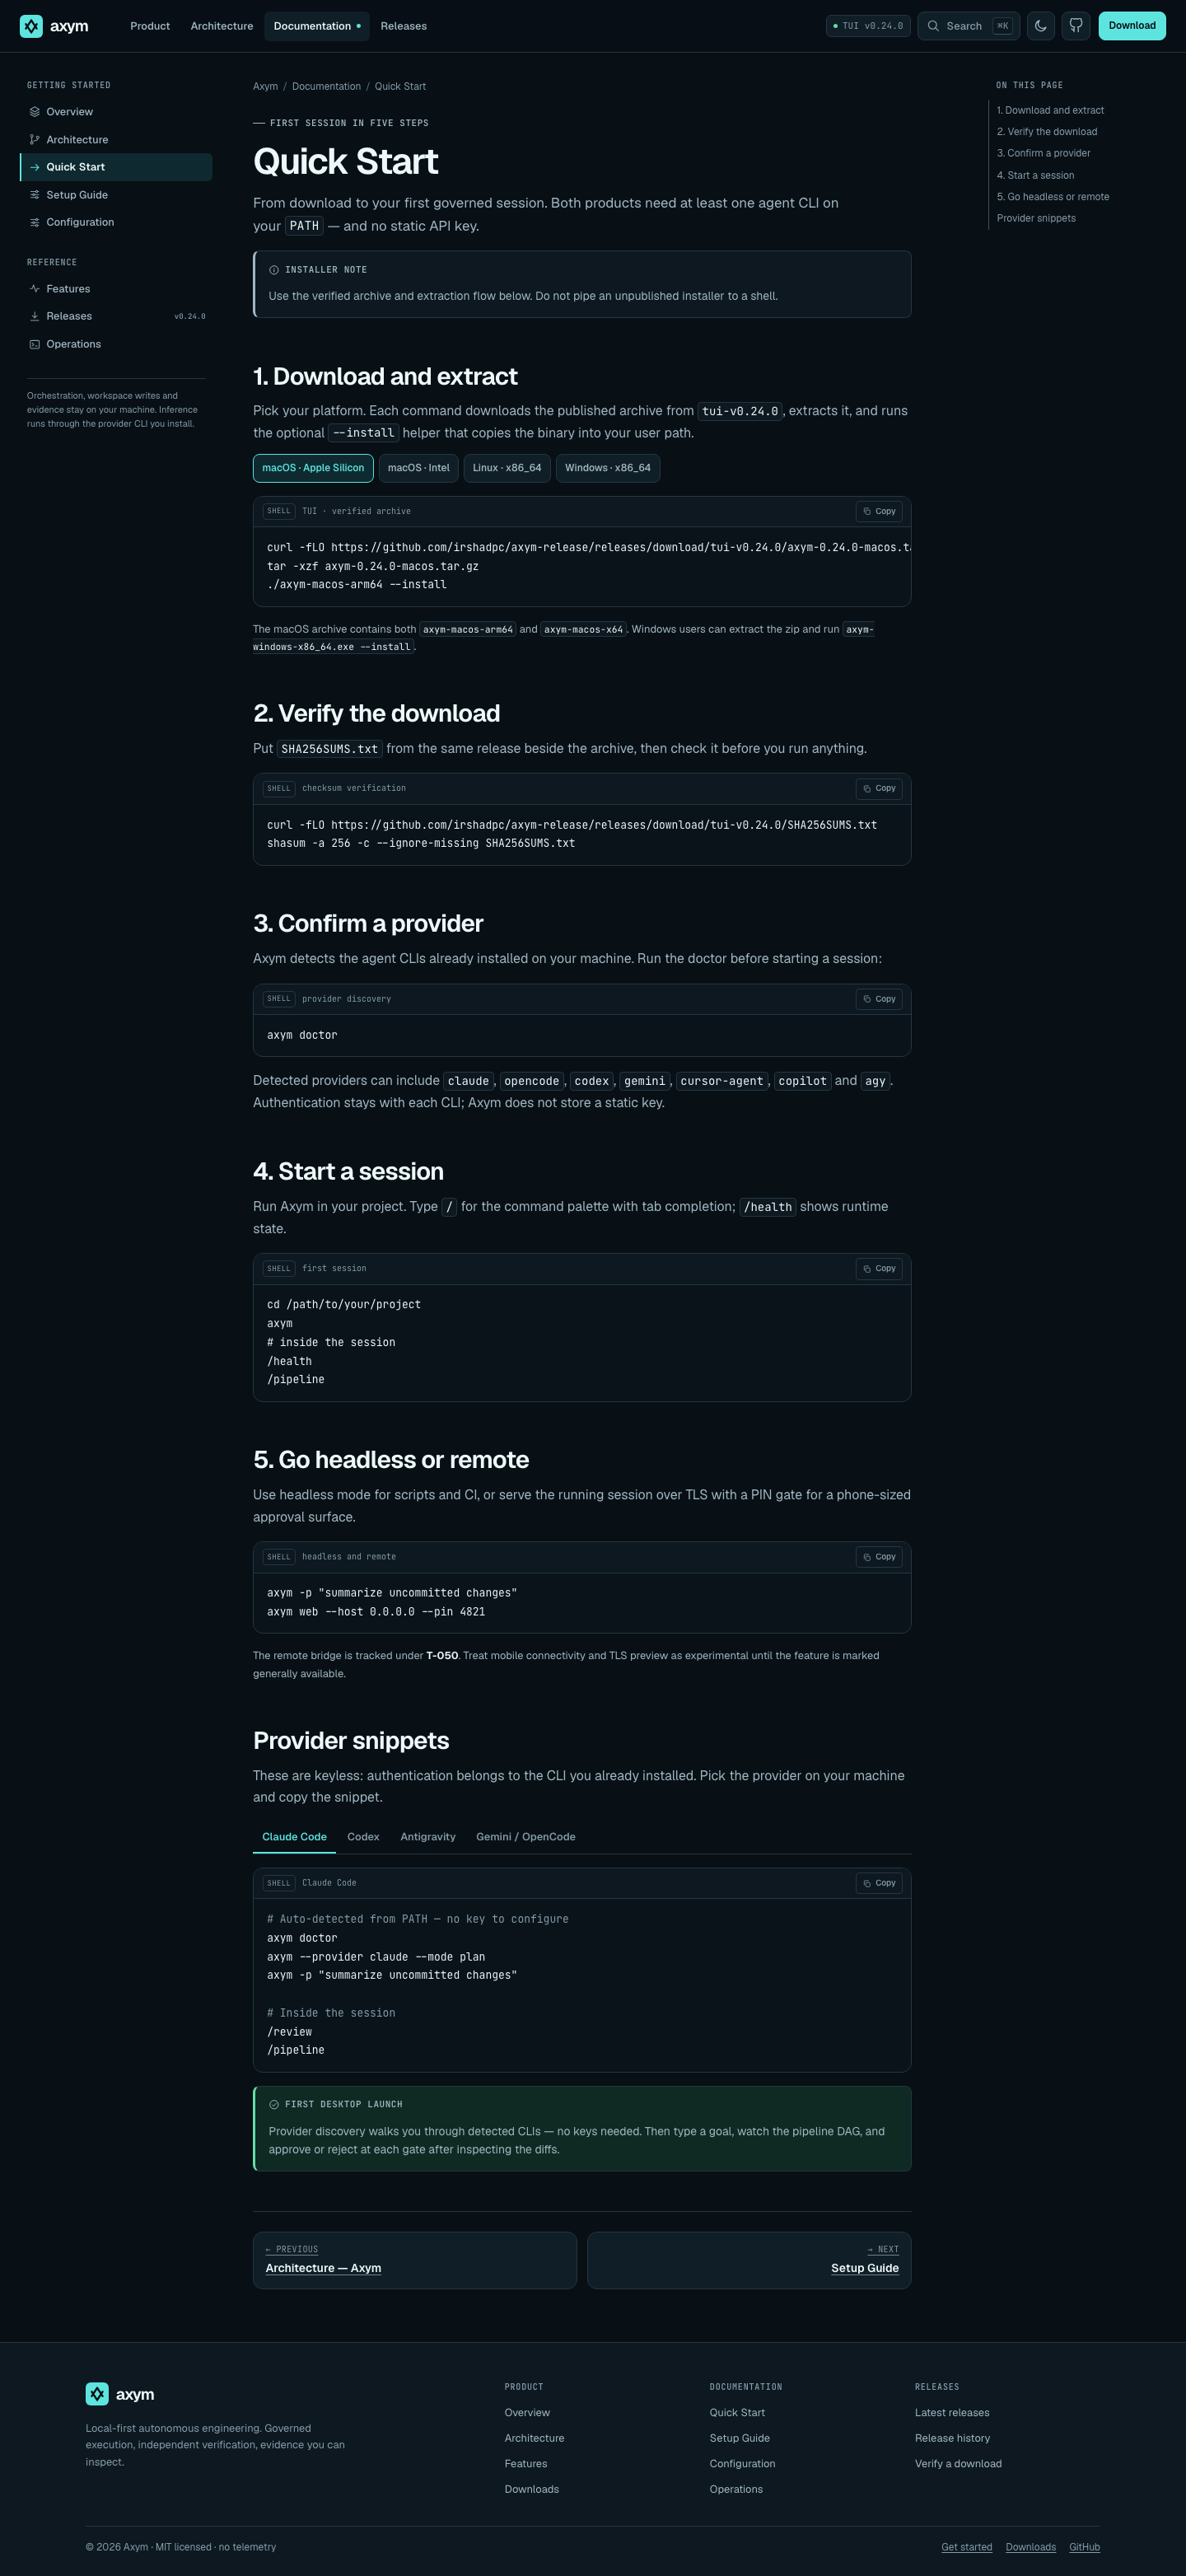 axym
Product
Architecture
Documentation
Releases
TUI v0.24.0
Search ⌘K
Download
GETTING STARTED
Overview
Architecture
Quick Start
Setup Guide
Configuration
REFERENCE
Features
Releases v0.24.0
Operations
Orchestration, workspace writes and
evidence stay on your machine. Inference
runs through the provider CLI you install.
Axym / Documentation / Quick Start
FIRST SESSION IN FIVE STEPS
Quick Start
From download to your first governed session. Both products need at least one agent CLI on
your PATH — and no static API key.
INSTALLER NOTE
Use the verified archive and extraction flow below. Do not pipe an unpublished installer to a shell.
1. Download and extract
Pick your platform. Each command downloads the published archive from tui-v0.24.0, extracts it, and runs
the optional --install helper that copies the binary into your user path.
macOS · Apple Silicon
macOS · Intel
Linux · x86_64
Windows · x86_64
SHELL TUI · verified archive Copy
curl -fLO https://github.com/irshadpc/axym-release/releases/download/tui-v0.24.0/axym-0.24.0-macos.ta
tar -xzf axym-0.24.0-macos.tar.gz
./axym-macos-arm64 --install
The macOS archive contains both axym-macos-arm64 and axym-macos-x64. Windows users can extract the zip and run axym-
windows-x86_64.exe --install.
2. Verify the download
Put SHA256SUMS.txt from the same release beside the archive, then check it before you run anything.
SHELL checksum verification Copy
curl -fLO https://github.com/irshadpc/axym-release/releases/download/tui-v0.24.0/SHA256SUMS.txt
shasum -a 256 -c --ignore-missing SHA256SUMS.txt
3. Confirm a provider
Axym detects the agent CLIs already installed on your machine. Run the doctor before starting a session:
SHELL provider discovery Copy
axym doctor
Detected providers can include claude, opencode, codex, gemini, cursor-agent, copilot and agy.
Authentication stays with each CLI; Axym does not store a static key.
4. Start a session
Run Axym in your project. Type / for the command palette with tab completion; /health shows runtime
state.
SHELL first session Copy
cd /path/to/your/project
axym
# inside the session
/health
/pipeline
5. Go headless or remote
Use headless mode for scripts and CI, or serve the running session over TLS with a PIN gate for a phone-sized
approval surface.
SHELL headless and remote Copy
axym -p "summarize uncommitted changes"
axym web --host 0.0.0.0 --pin 4821
The remote bridge is tracked under T-050. Treat mobile connectivity and TLS preview as experimental until the feature is marked
generally available.
Provider snippets
These are keyless: authentication belongs to the CLI you already installed. Pick the provider on your machine
and copy the snippet.
Claude Code
Codex
Antigravity
Gemini / OpenCode
SHELL Claude Code Copy
# Auto-detected from PATH — no key to configure
axym doctor
axym --provider claude --mode plan
axym -p "summarize uncommitted changes"
# Inside the session
/review
/pipeline
FIRST DESKTOP LAUNCH
Provider discovery walks you through detected CLIs — no keys needed. Then type a goal, watch the pipeline DAG, and
approve or reject at each gate after inspecting the diffs.
← PREVIOUS
Architecture — Axym
→ NEXT
Setup Guide
ON THIS PAGE
1. Download and extract
2. Verify the download
3. Confirm a provider
4. Start a session
5. Go headless or remote
Provider snippets
axym
Local-first autonomous engineering. Governed
execution, independent verification, evidence you can
inspect.
PRODUCT
Overview
Architecture
Features
Downloads
DOCUMENTATION
Quick Start
Setup Guide
Configuration
Operations
RELEASES
Latest releases
Release history
Verify a download
© 2026 Axym · MIT licensed · no telemetry
Get started
Downloads
GitHub